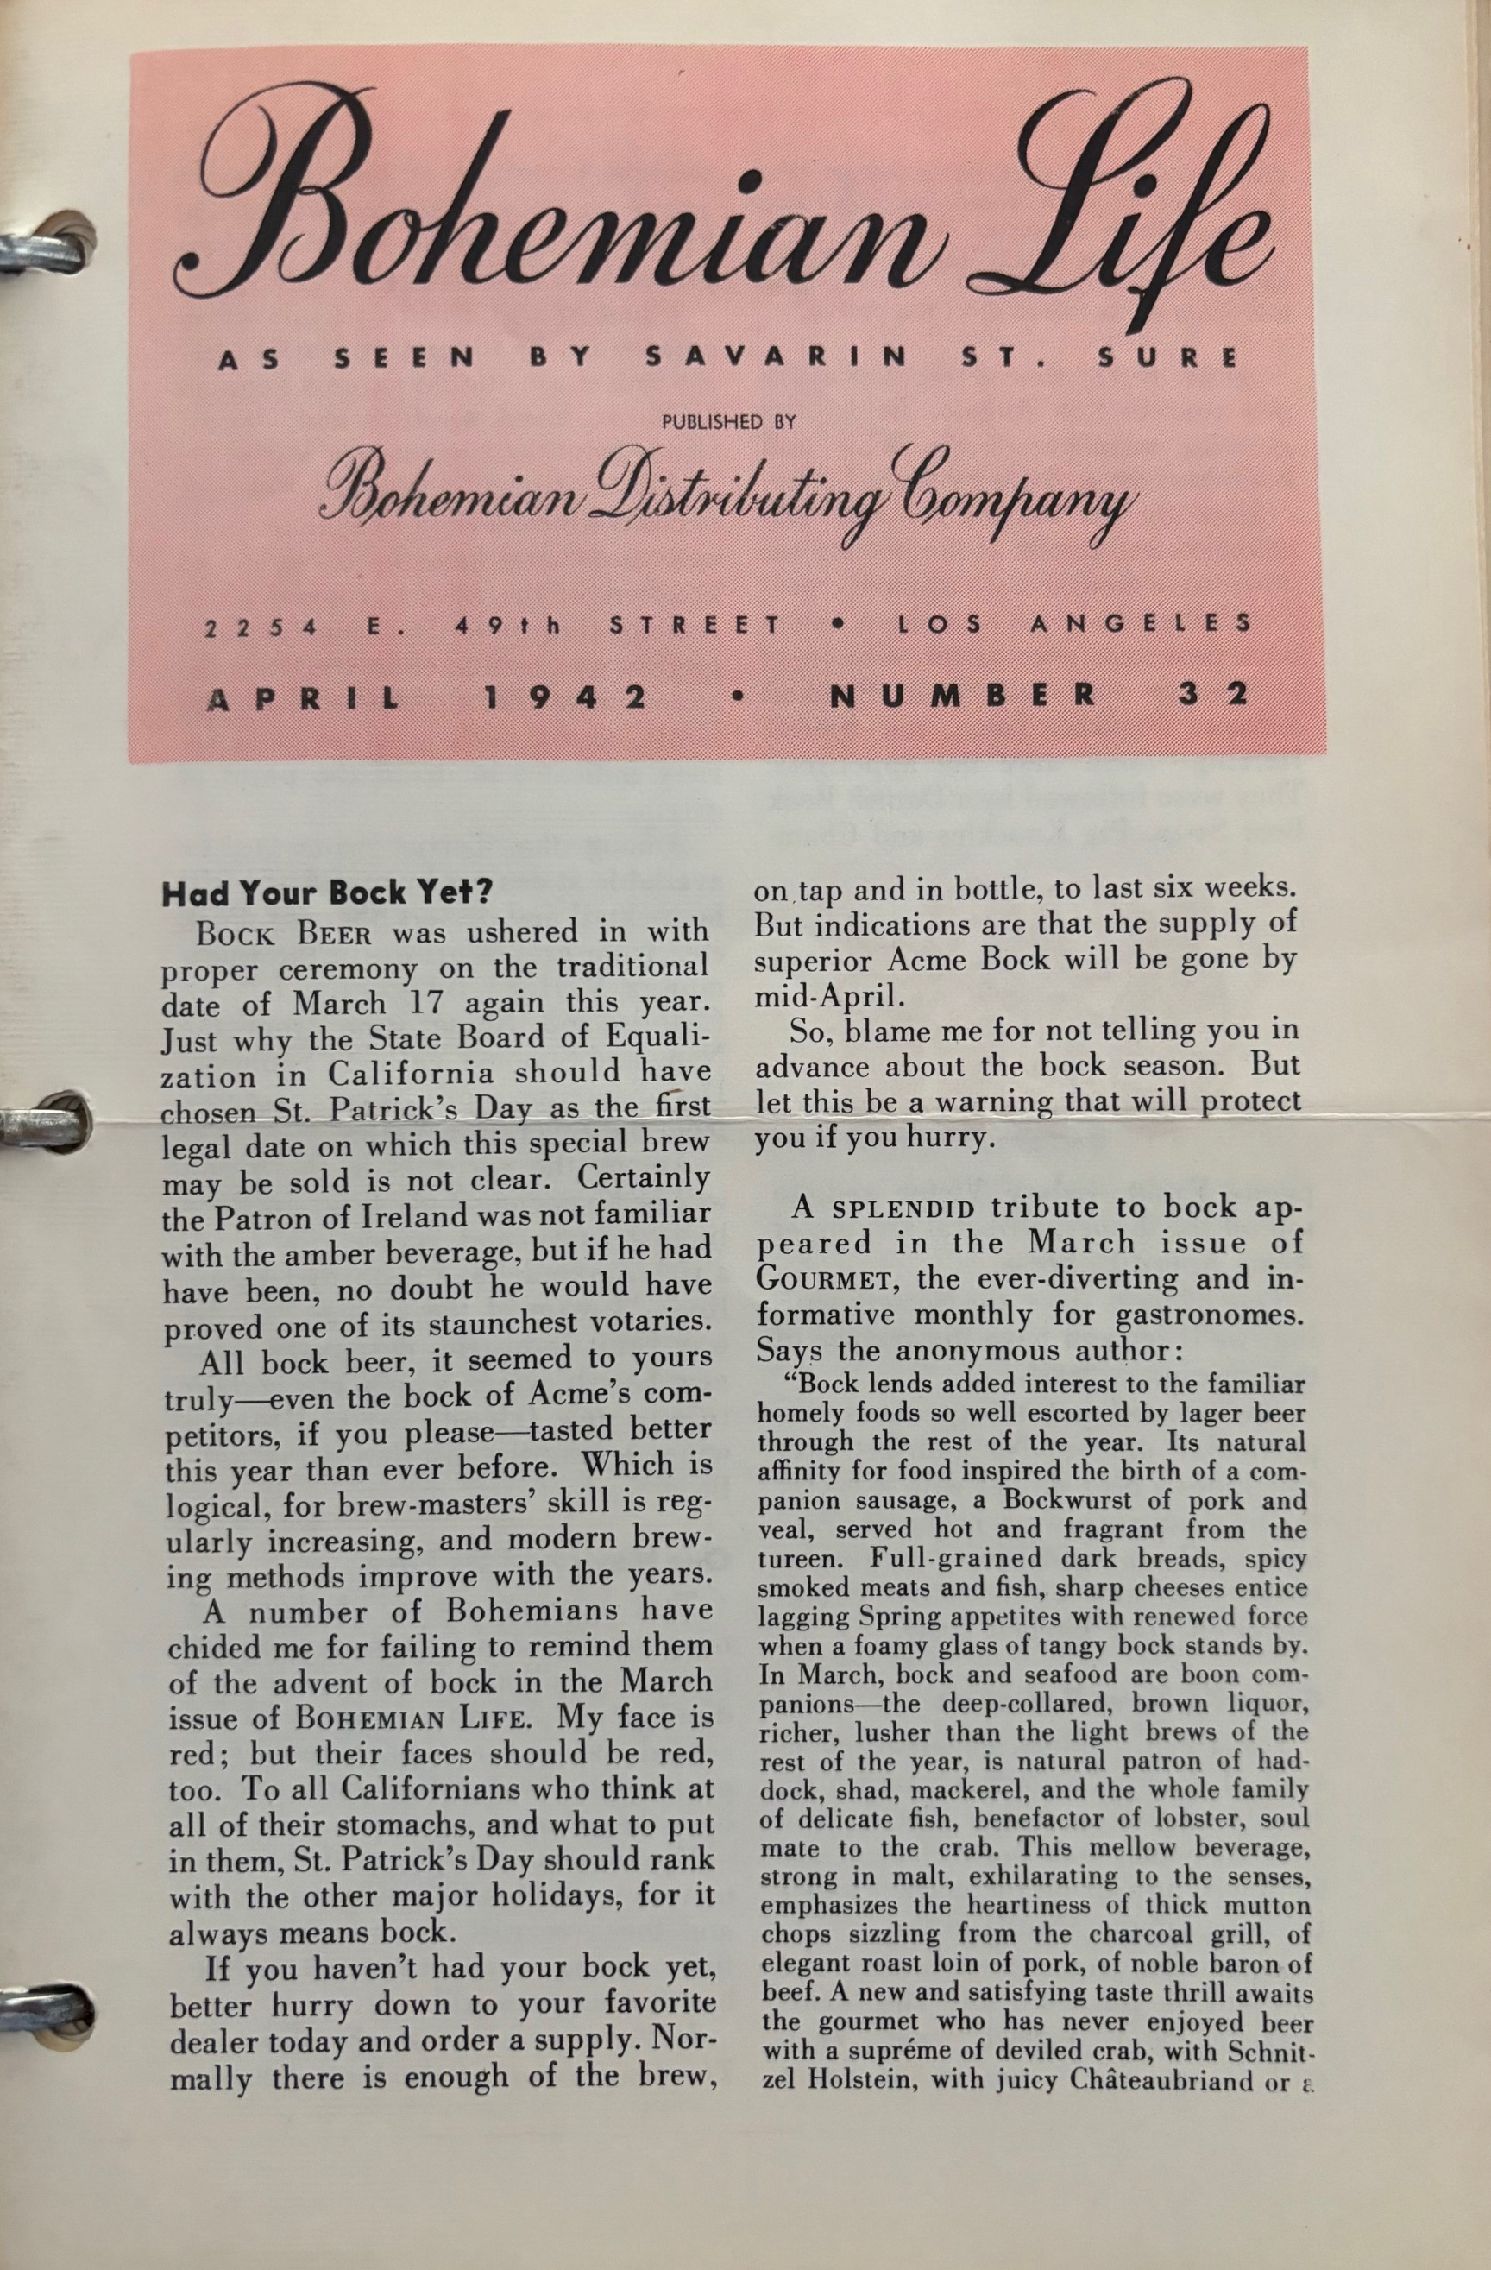 Bohemian Life
AS SEEN BY SAVARIN ST. SURE
PUBLISHED BY
Bohemian Distributing Company
2254 E. 49th STREET • LOS ANGELES
APRIL 1942 • NUMBER 32
Had Your Bock Yet?
BOCK BEER was ushered in with
proper ceremony on the traditional
date of March 17 again this year.
Just why the State Board of Equali-
zation in California should have
chosen St. Patrick's Day as the first
legal date on which this special brew
may be sold is not clear. Certainly
the Patron of Ireland was not familiar
with the amber beverage, but if he had
have been, no doubt he would have
proved one of its staunchest votaries.
All bock beer, it seemed to yours
truly—even the bock of Acme's com-
petitors, if you please—tasted better
this year than ever before. Which is
logical, for brew-masters' skill is reg-
ularly increasing, and modern brew-
ing methods improve with the years.
A number of Bohemians have
chided me for failing to remind them
of the advent of bock in the March
issue of BOHEMIAN LIFE. My face is
red; but their faces should be red,
too. To all Californians who think at
all of their stomachs, and what to put
in them, St. Patrick's Day should rank
with the other major holidays, for it
always means bock.
If you haven't had your bock yet,
better hurry down to your favorite
dealer today and order a supply. Nor-
mally there is enough of the brew,
on tap and in bottle, to last six weeks.
But indications are that the supply of
superior Acme Bock will be gone by
mid-April.
So, blame me for not telling you in
advance about the bock season. But
let this be a warning that will protect
you if you hurry.
A SPLENDID tribute to bock ap-
peared in the March issue of
GOURMET, the ever-diverting and in-
formative monthly for gastronomes.
Says the anonymous author:
"Bock lends added interest to the familiar
homely foods so well escorted by lager beer
through the rest of the year. Its natural
affinity for food inspired the birth of a com-
panion sausage, a Bockwurst of pork and
veal, served hot and fragrant from the
tureen. Full-grained dark breads, spicy
smoked meats and fish, sharp cheeses entice
lagging Spring appetites with renewed force
when a foamy glass of tangy bock stands by.
In March, bock and seafood are boon com-
panions—the deep-collared, brown liquor,
richer, lusher than the light brews of the
rest of the year, is natural patron of had-
dock, shad, mackerel, and the whole family
of delicate fish, benefactor of lobster, soul
mate to the crab. This mellow beverage,
strong in malt, exhilarating to the senses,
emphasizes the heartiness of thick mutton
chops sizzling from the charcoal grill, of
elegant roast loin of pork, of noble baron of
beef. A new and satisfying taste thrill awaits
the gourmet who has never enjoyed beer
with a supréme of deviled crab, with Schnit-
zel Holstein, with juicy Châteaubriand or a